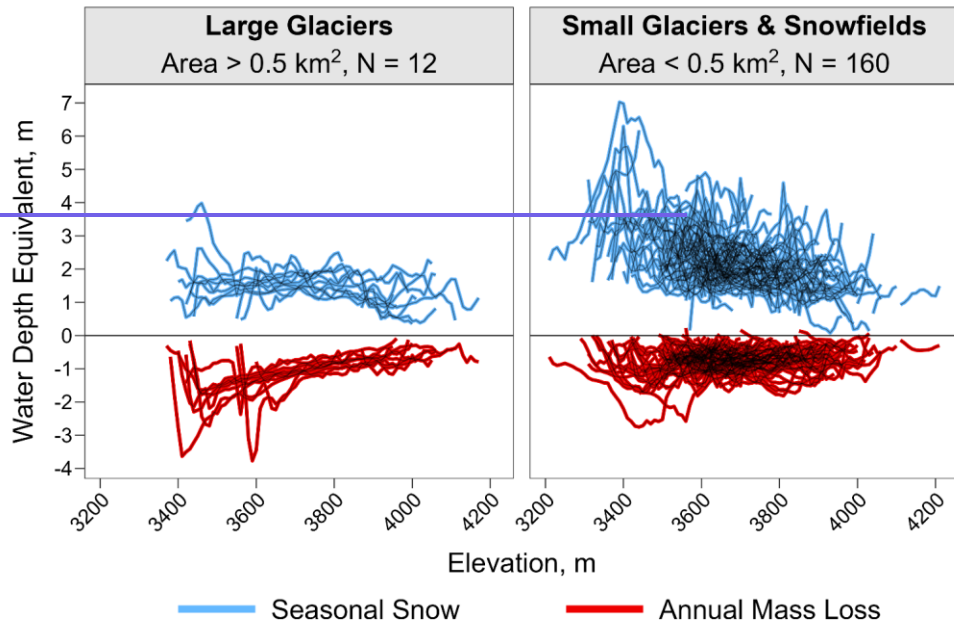 Large Glaciers
Area > 0.5 km², N = 12
Small Glaciers & Snowfields
Area < 0.5 km², N = 160
Water Depth Equivalent, m
7
6
5
4
3
2
1
0
-1
-2
-3
-4
3200 3400 3600 3800 4000 4200
3200 3400 3600 3800 4000 4200
Elevation, m
Seasonal Snow
Annual Mass Loss